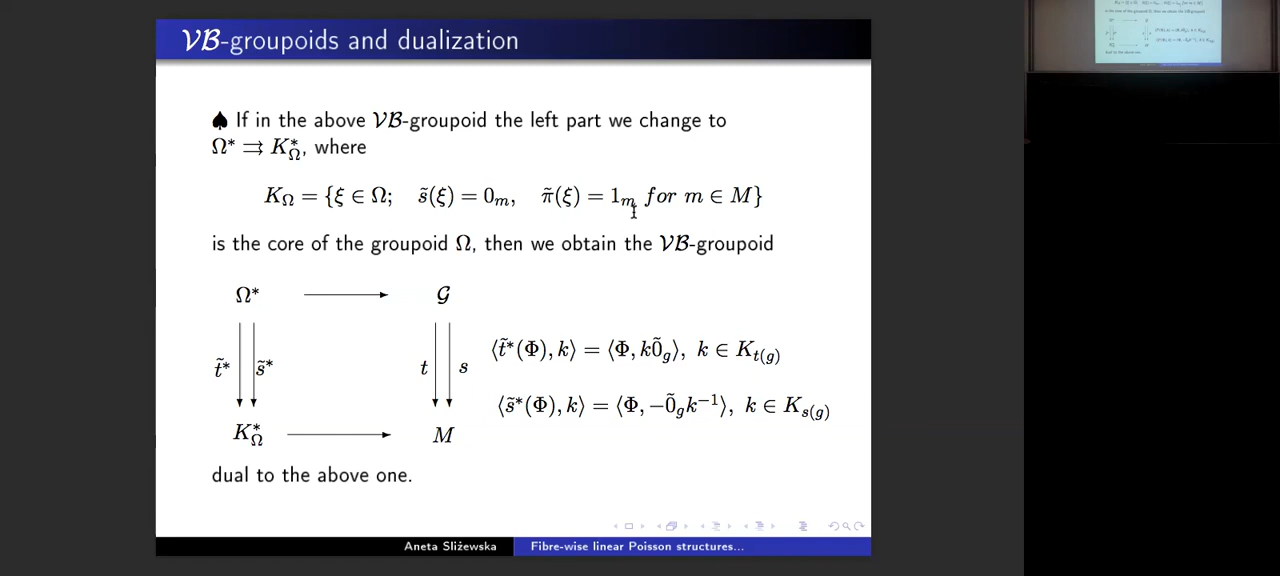 𝒱ℬ-groupoids and dualization
♠ If in the above 𝒱ℬ-groupoid the left part we change to
Ω* ⇉ K*_Ω, where
K_Ω = {ξ ∈ Ω;   s̃(ξ) = 0_m,   π̃(ξ) = 1_m for m ∈ M}
is the core of the groupoid Ω, then we obtain the 𝒱ℬ-groupoid
Ω* 𝒢
⟨t̃*(Φ), k⟩ = ⟨Φ, k0̃_g⟩,  k ∈ K_t(g)
t̃* s̃* t s
⟨s̃*(Φ), k⟩ = ⟨Φ, −0̃_g k⁻¹⟩,  k ∈ K_s(g)
K*_Ω M
dual to the above one.
Aneta Sliżewska Fibre-wise linear Poisson structures...